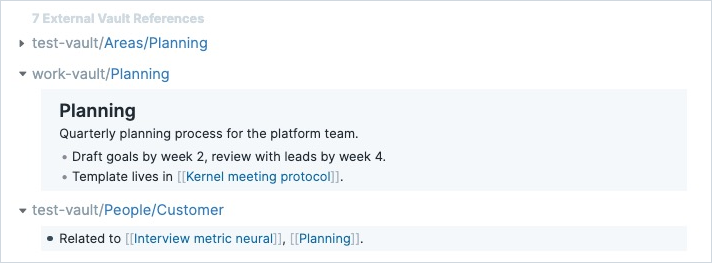 7 External Vault References
test-vault/Areas/Planning
work-vault/Planning
Planning
Quarterly planning process for the platform team.
• Draft goals by week 2, review with leads by week 4.
• Template lives in [[Kernel meeting protocol]].
test-vault/People/Customer
• Related to [[Interview metric neural]], [[Planning]].